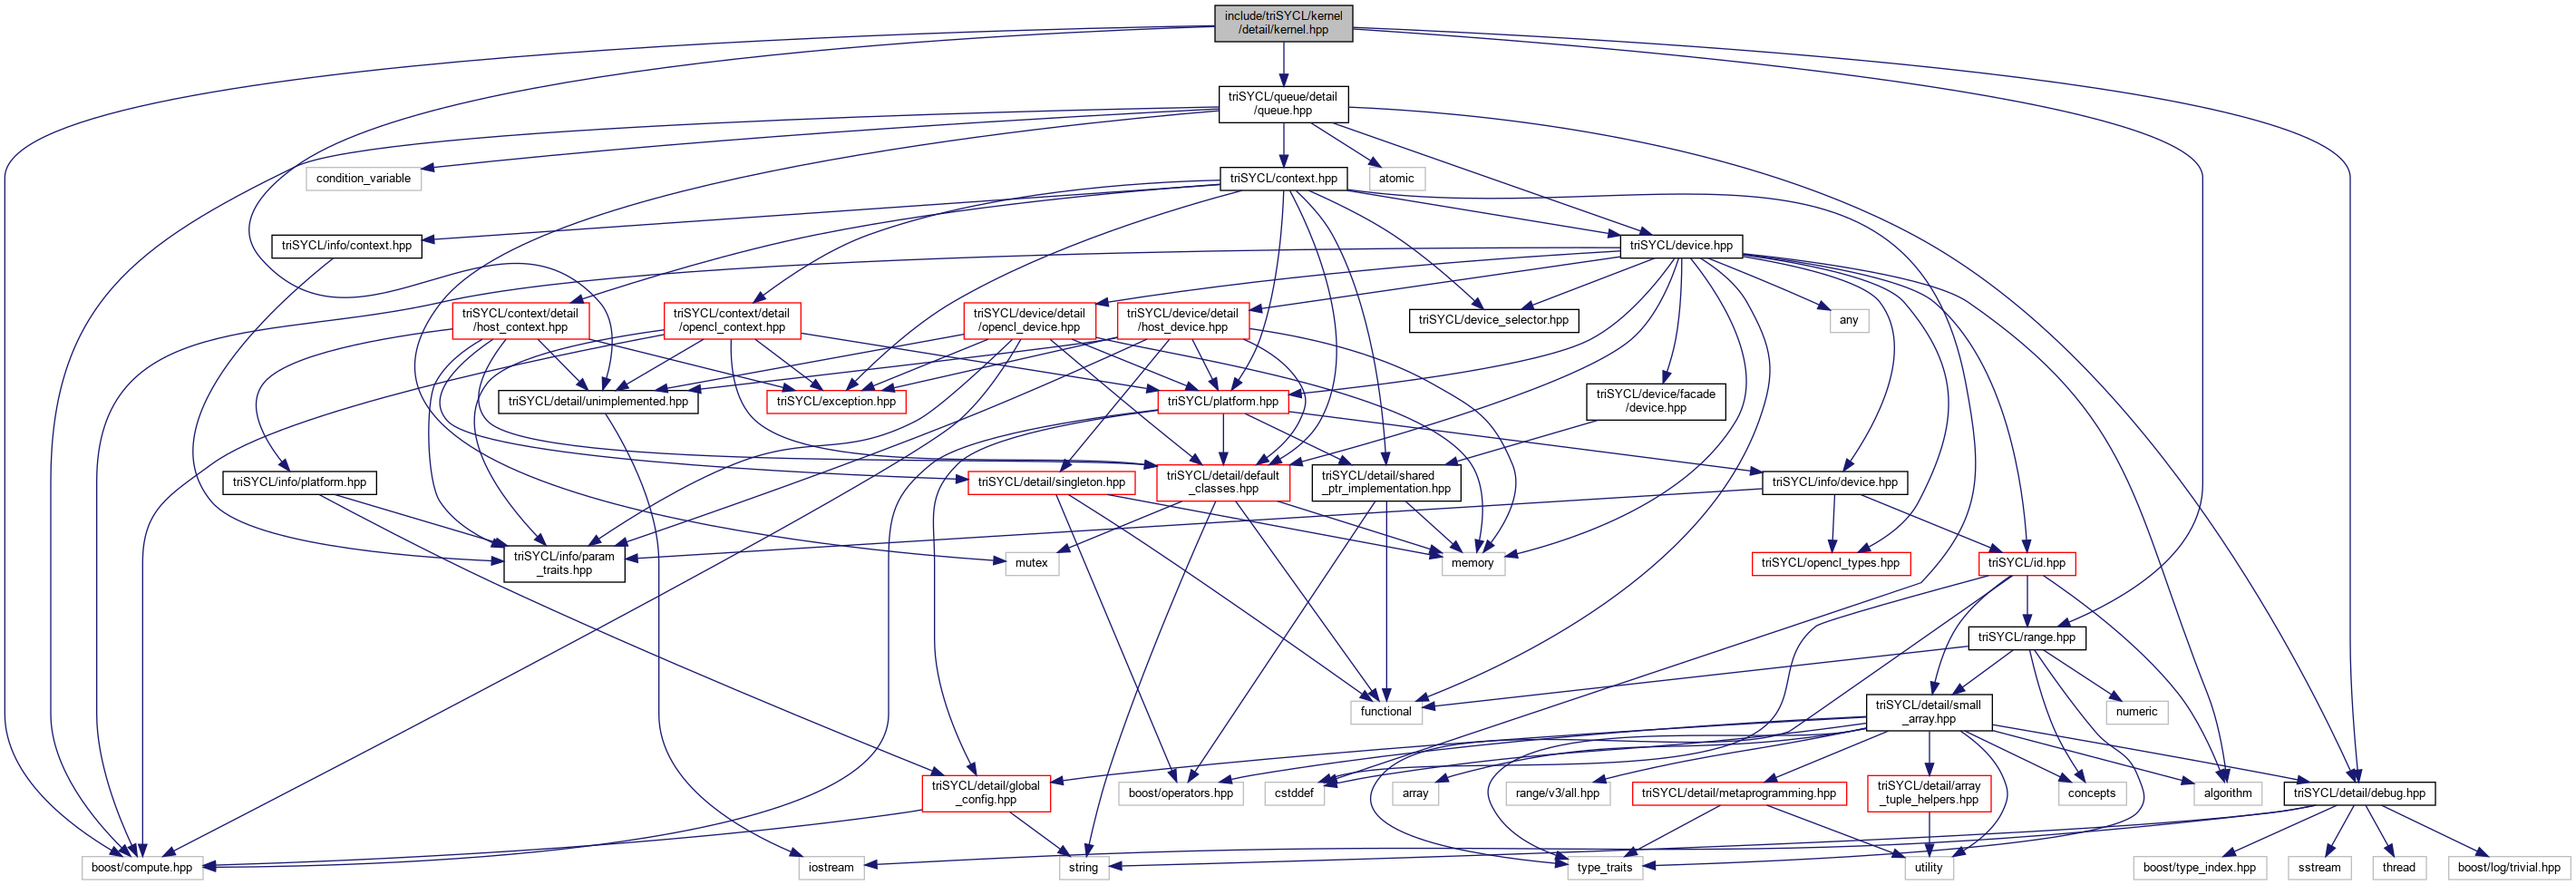 include/triSYCL/kernel
/detail/kernel.hpp
triSYCL/queue/detail
/queue.hpp
condition_variable
triSYCL/context.hpp
atomic
triSYCL/info/context.hpp
triSYCL/device.hpp
triSYCL/context/detail
/host_context.hpp
triSYCL/context/detail
/opencl_context.hpp
triSYCL/device/detail
/opencl_device.hpp
triSYCL/device/detail
/host_device.hpp
triSYCL/device_selector.hpp
any
triSYCL/detail/unimplemented.hpp
triSYCL/exception.hpp
triSYCL/platform.hpp
triSYCL/device/facade
/device.hpp
triSYCL/info/platform.hpp
triSYCL/detail/singleton.hpp
triSYCL/detail/default
_classes.hpp
triSYCL/detail/shared
_ptr_implementation.hpp
triSYCL/info/device.hpp
triSYCL/info/param
_traits.hpp
mutex
memory
triSYCL/opencl_types.hpp
triSYCL/id.hpp
triSYCL/range.hpp
functional
triSYCL/detail/small
_array.hpp
numeric
triSYCL/detail/global
_config.hpp
boost/operators.hpp
cstddef
array
range/v3/all.hpp
triSYCL/detail/metaprogramming.hpp
triSYCL/detail/array
_tuple_helpers.hpp
concepts
algorithm
triSYCL/detail/debug.hpp
boost/compute.hpp
iostream
string
type_traits
utility
boost/type_index.hpp
sstream
thread
boost/log/trivial.hpp